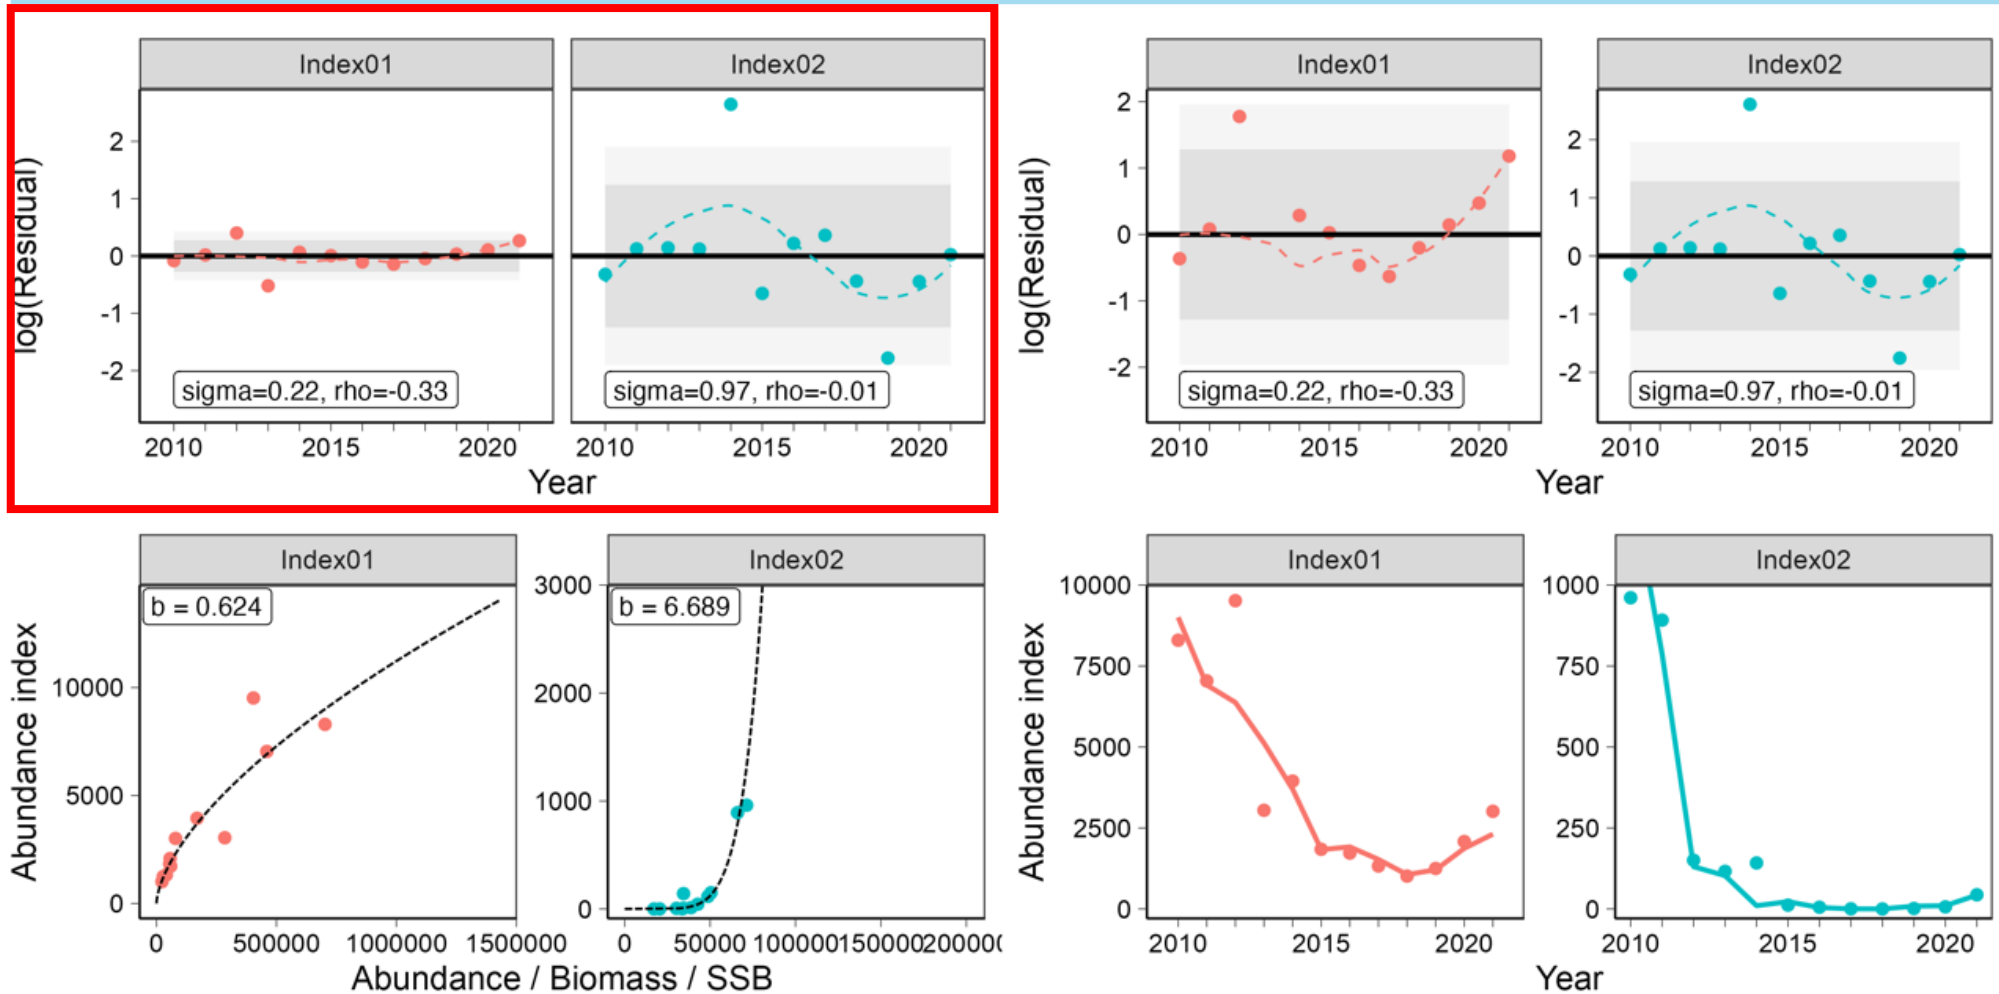 Index01
Index02
log(Residual)
2
1
0
-1
-2
sigma=0.22, rho=-0.33
sigma=0.97, rho=-0.01
2010
2015
2020
2010
2015
2020
Year
Index01
Index02
log(Residual)
2
1
0
-1
-2
2
1
0
-1
-2
sigma=0.22, rho=-0.33
sigma=0.97, rho=-0.01
2010
2015
2020
2010
2015
2020
Year
Index01
Index02
Abundance index
b = 0.624
b = 6.689
10000
5000
0
3000
2000
1000
0
0
500000
1000000
1500000
0
50000
100000
150000
200000
Abundance / Biomass / SSB
Index01
Index02
Abundance index
10000
7500
5000
2500
0
1000
750
500
250
0
2010
2015
2020
2010
2015
2020
Year